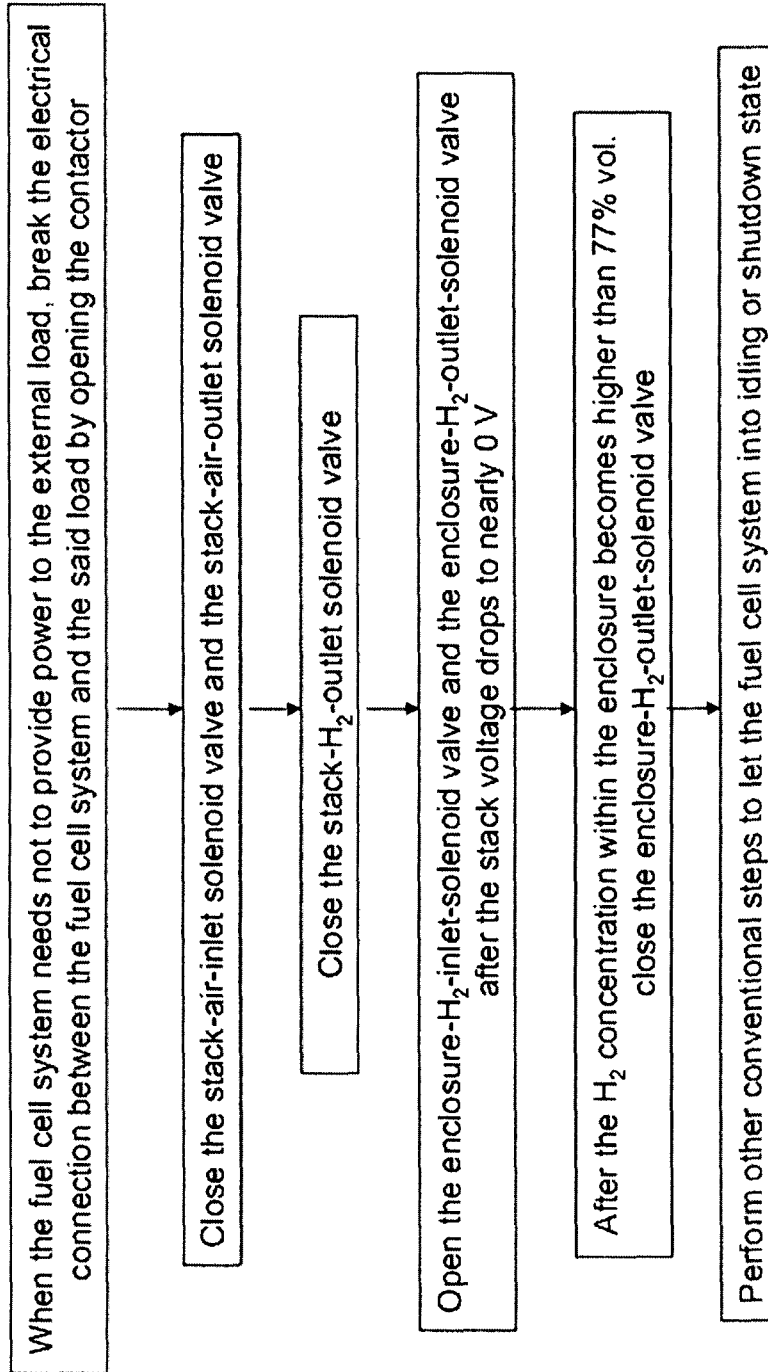 When the fuel cell system needs not to provide power to the external load, break the electrical
connection between the fuel cell system and the said load by opening the contactor
Close the stack-air-inlet solenoid valve and the stack-air-outlet solenoid valve
Close the stack-H₂-outlet solenoid valve
Open the enclosure-H₂-inlet-solenoid valve and the enclosure-H₂-outlet-solenoid valve
after the stack voltage drops to nearly 0 V
After the H₂ concentration within the enclosure becomes higher than 77% vol.
close the enclosure-H₂-outlet-solenoid valve
Perform other conventional steps to let the fuel cell system into idling or shutdown state